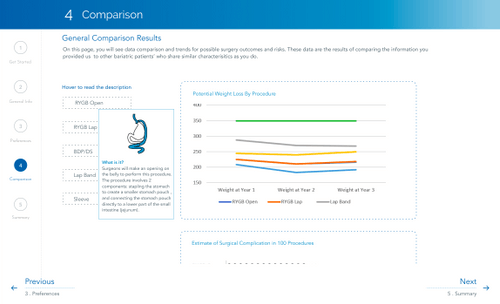 4 Comparison
General Comparison Results
On this page, you will see data comparison and trends for possible surgery outcomes and risks. These data are the results of comparing the information you
provided us to other bariatric patients' who share similar characteristics as you do.
1
Get Started
2
General Info
3
Preferences
4
Comparison
5
Summary
Hover to read the description
RYGB Open
RYGB Lap
BDP/DS
Lap Band
Sleeve
What is it?
Surgeons will make an opening on
the body to perform this procedure.
The procedure involves 2
components: stapling the stomach
to create a smaller stomach pouch,
and connecting the stomach pouch
directly to a lower part of the small
intestine (jejunum).
Potential Weight Loss By Procedure
400
350
300
250
200
150
Weight at Year 1 Weight at Year 2 Weight at Year 3
RYGB Open RYGB Lap Lap Band
Estimate of Surgical Complication in 100 Procedures
Previous
3 . Preferences
Next
5 . Summary